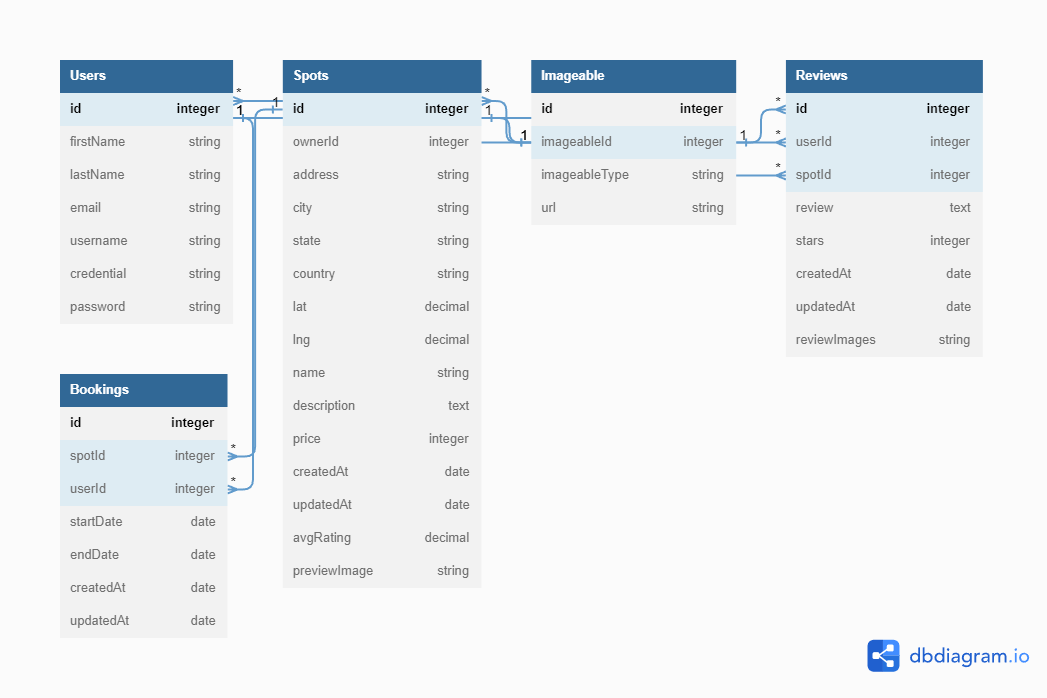 Users
id integer
firstName string
lastName string
email string
username string
credential string
password string
Bookings
id integer
spotId integer
userId integer
startDate date
endDate date
createdAt date
updatedAt date
Spots
id integer
ownerId integer
address string
city string
state string
country string
lat decimal
lng decimal
name string
description text
price integer
createdAt date
updatedAt date
avgRating decimal
previewImage string
Imageable
id integer
imageableId integer
imageableType string
url string
Reviews
id integer
userId integer
spotId integer
review text
stars integer
createdAt date
updatedAt date
reviewImages string
*
1
1
*
1
1
1
*
*
*
*
*
dbdiagram.io